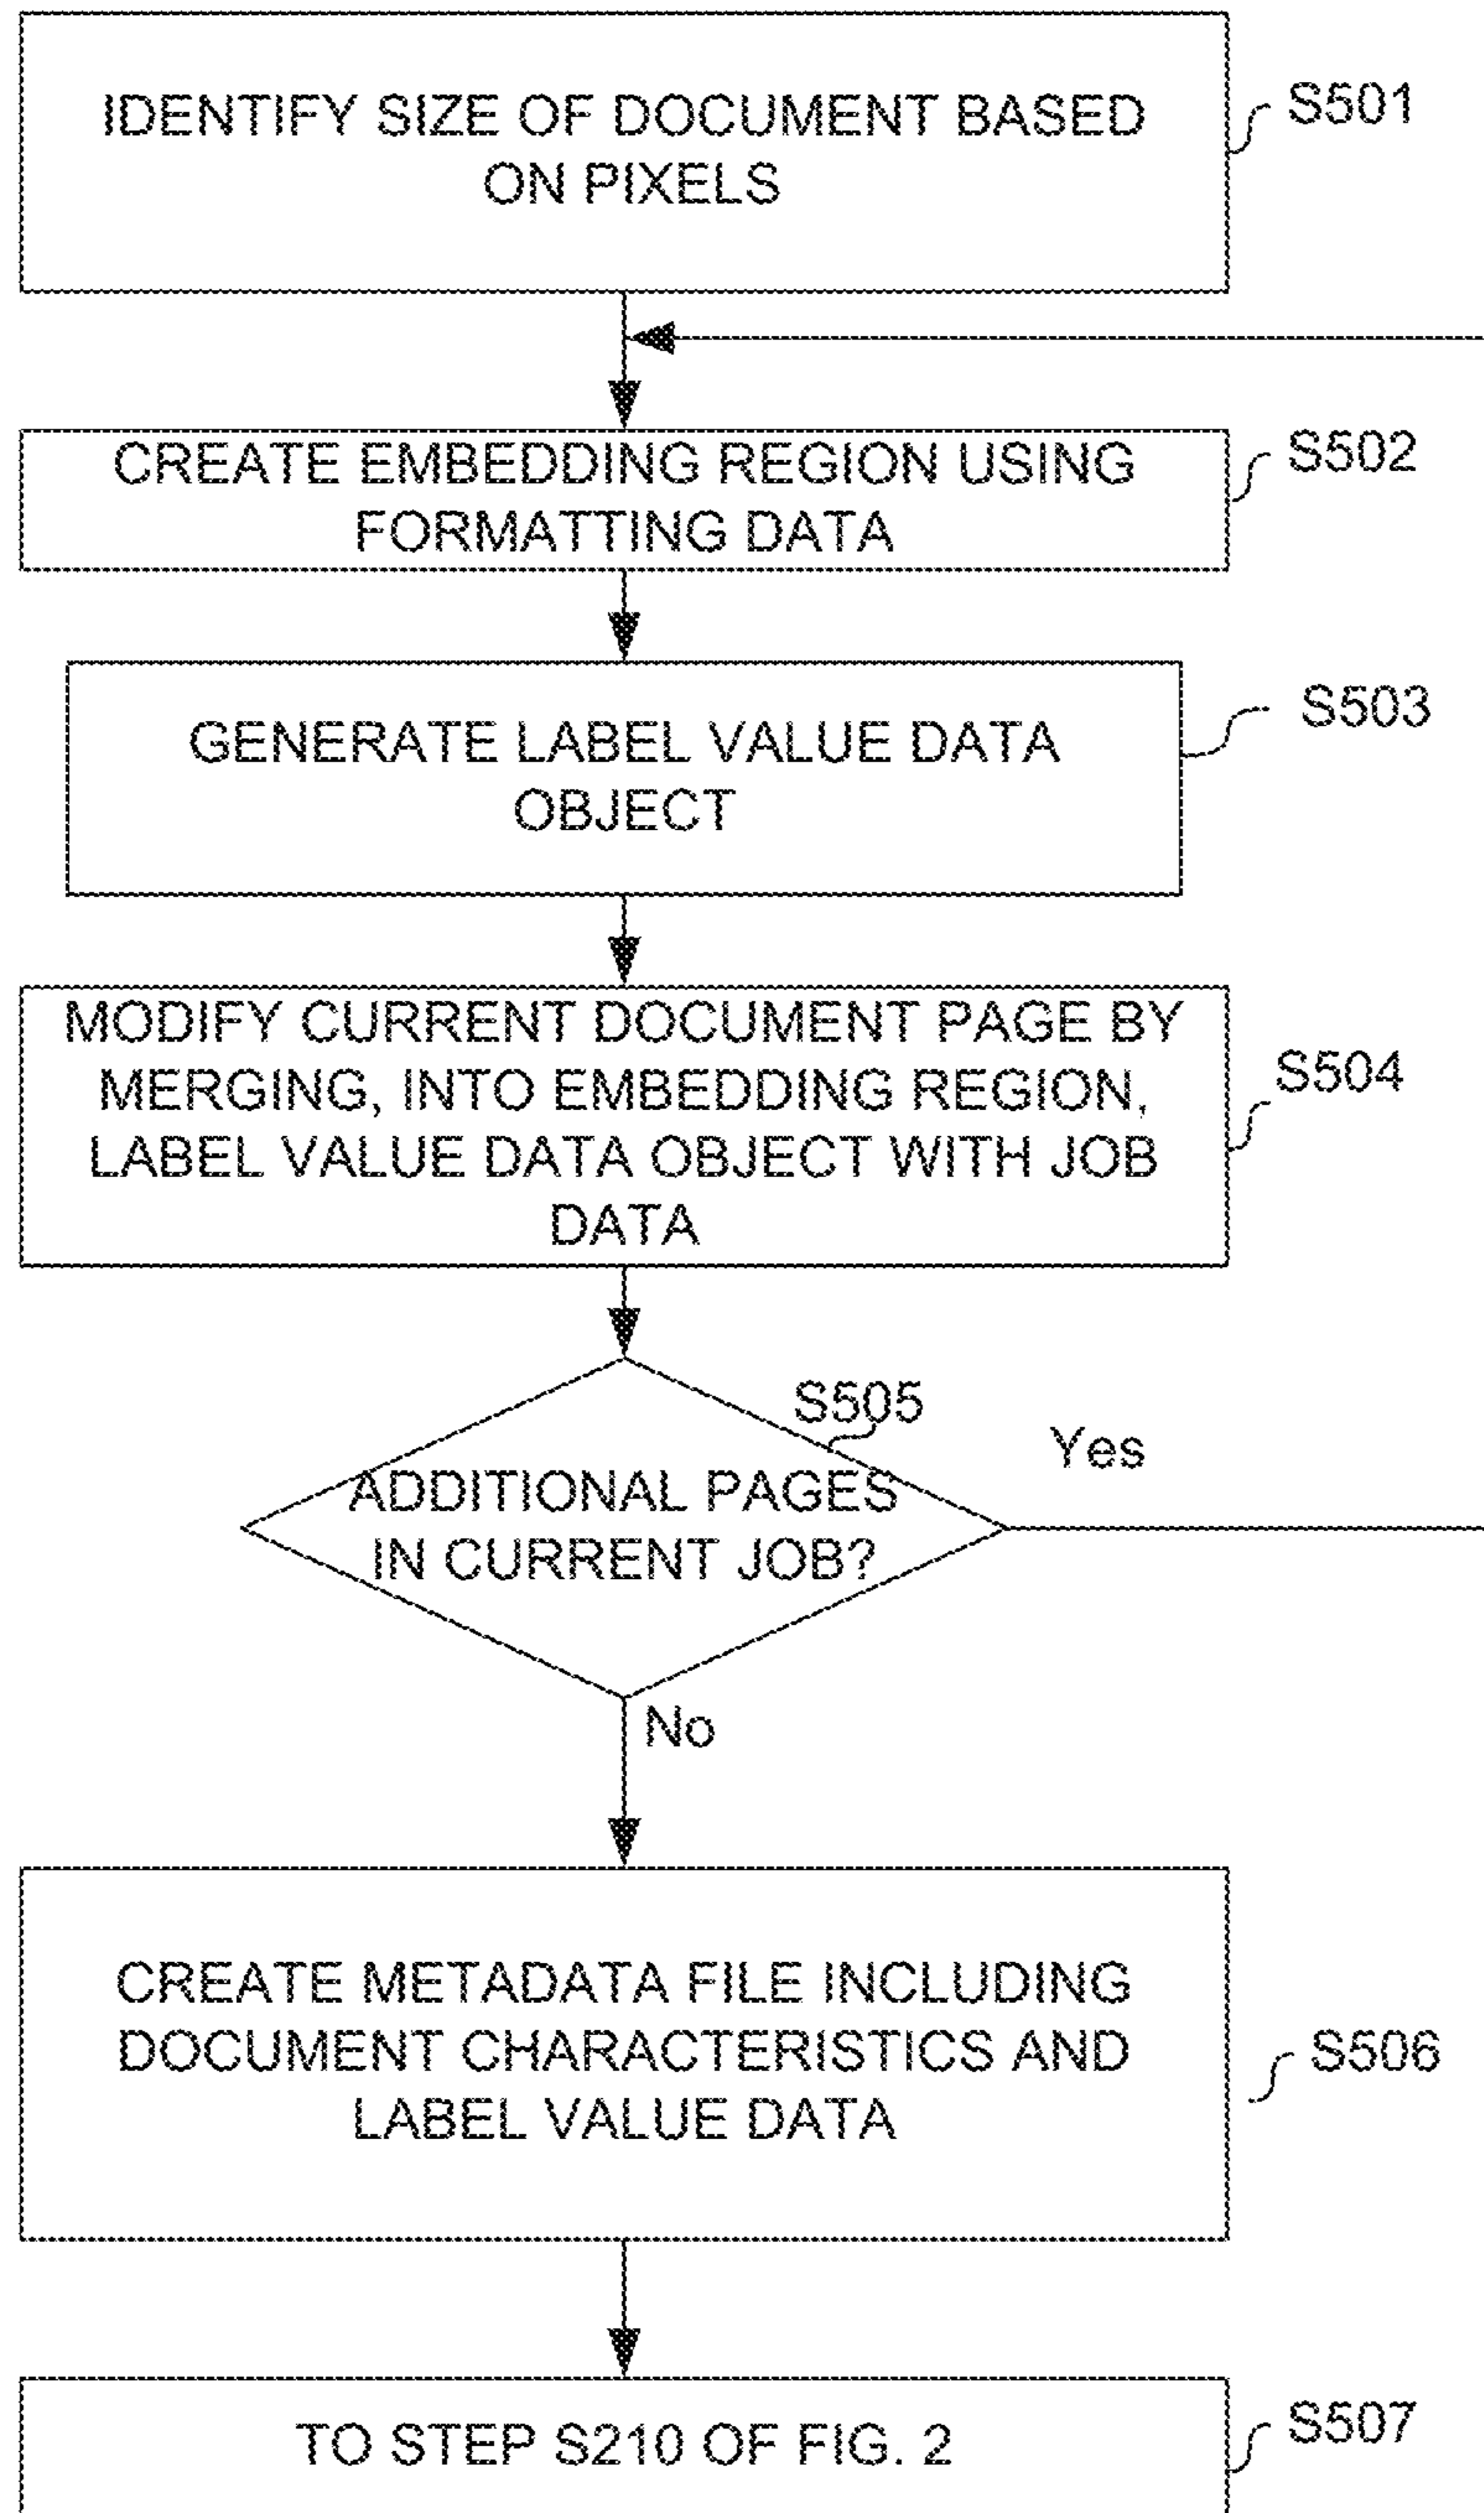 IDENTIFY SIZE OF DOCUMENT BASED
ON PIXELS
S501
CREATE EMBEDDING REGION USING
FORMATTING DATA
S502
GENERATE LABEL VALUE DATA
OBJECT
S503
MODIFY CURRENT DOCUMENT PAGE BY
MERGING, INTO EMBEDDING REGION,
LABEL VALUE DATA OBJECT WITH JOB
DATA
S504
S505
ADDITIONAL PAGES
IN CURRENT JOB?
Yes
No
CREATE METADATA FILE INCLUDING
DOCUMENT CHARACTERISTICS AND
LABEL VALUE DATA
S506
TO STEP S210 OF FIG. 2
S507